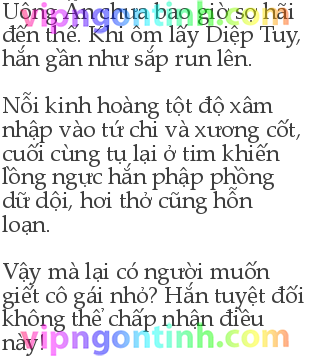 Uông Ấn chưa bao giờ sợ hãi
vipngontinh.com
đến thế. Khi ôm lấy Diệp Tuy,
hắn gần như sắp run lên.
Nỗi kinh hoàng tột độ xâm
nhập vào tứ chi và xương cốt,
cuối cùng tụ lại ở tim khiến
lồng ngực hắn phập phồng
dữ dội, hơi thở cũng hỗn
loạn.
Vậy mà lại có người muốn
giết cô gái nhỏ? Hắn tuyệt đối
không thể chấp nhận điều
vipngontinh.com
này!